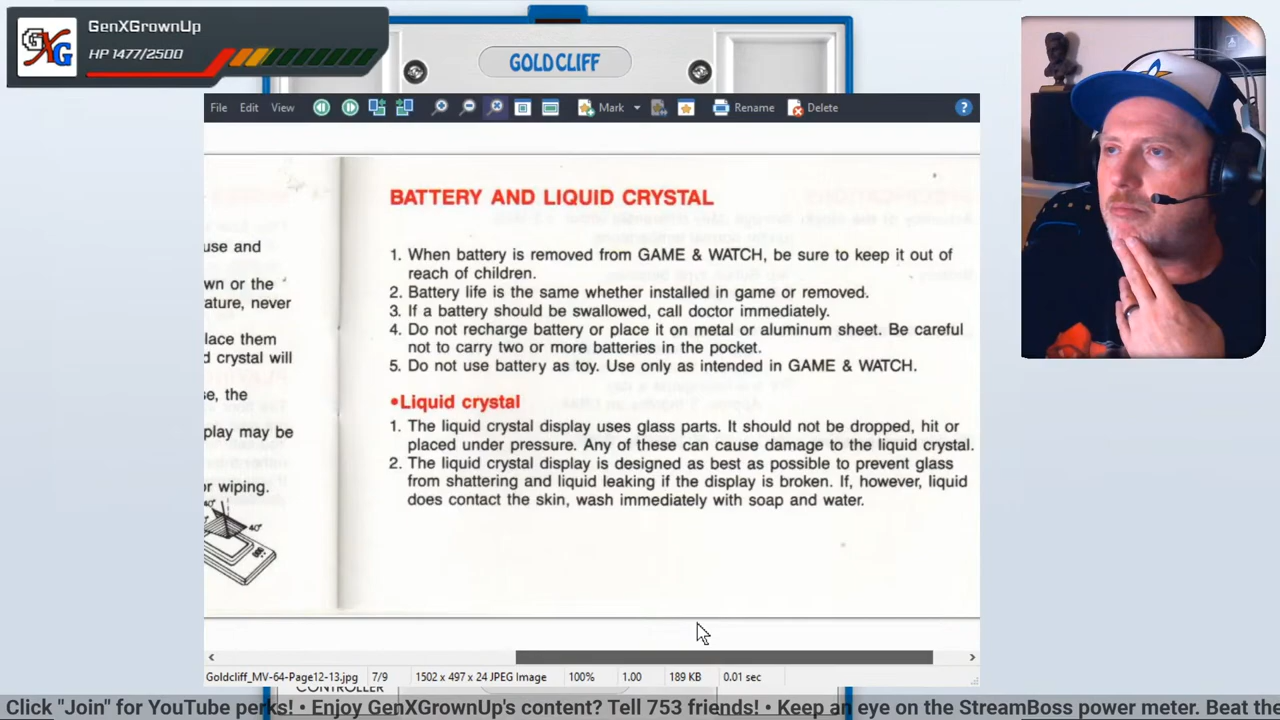 GenXGrownUp
HP 1477/2500
GXG
GOLD CLIFF
File Edit View Mark Rename Delete ?
BATTERY AND LIQUID CRYSTAL
1. When battery is removed from GAME & WATCH, be sure to keep it out of
reach of children.
2. Battery life is the same whether installed in game or removed.
3. If a battery should be swallowed, call doctor immediately.
4. Do not recharge battery or place it on metal or aluminum sheet. Be careful
not to carry two or more batteries in the pocket.
5. Do not use battery as toy. Use only as intended in GAME & WATCH.
•Liquid crystal
1. The liquid crystal display uses glass parts. It should not be dropped, hit or
placed under pressure. Any of these can cause damage to the liquid crystal.
2. The liquid crystal display is designed as best as possible to prevent glass
from shattering and liquid leaking if the display is broken. If, however, liquid
does contact the skin, wash immediately with soap and water.
use and
wn or the
ature, never
lace them
d crystal will
se, the
play may be
or wiping.
40°
Goldcliff_MV-64-Page12-13.jpg 7/9 1502 x 497 x 24 JPEG Image 100% 1.00 189 KB 0.01 sec
CONTROLLER
Click "Join" for YouTube perks! • Enjoy GenXGrownUp's content? Tell 753 friends! • Keep an eye on the StreamBoss power meter. Beat the